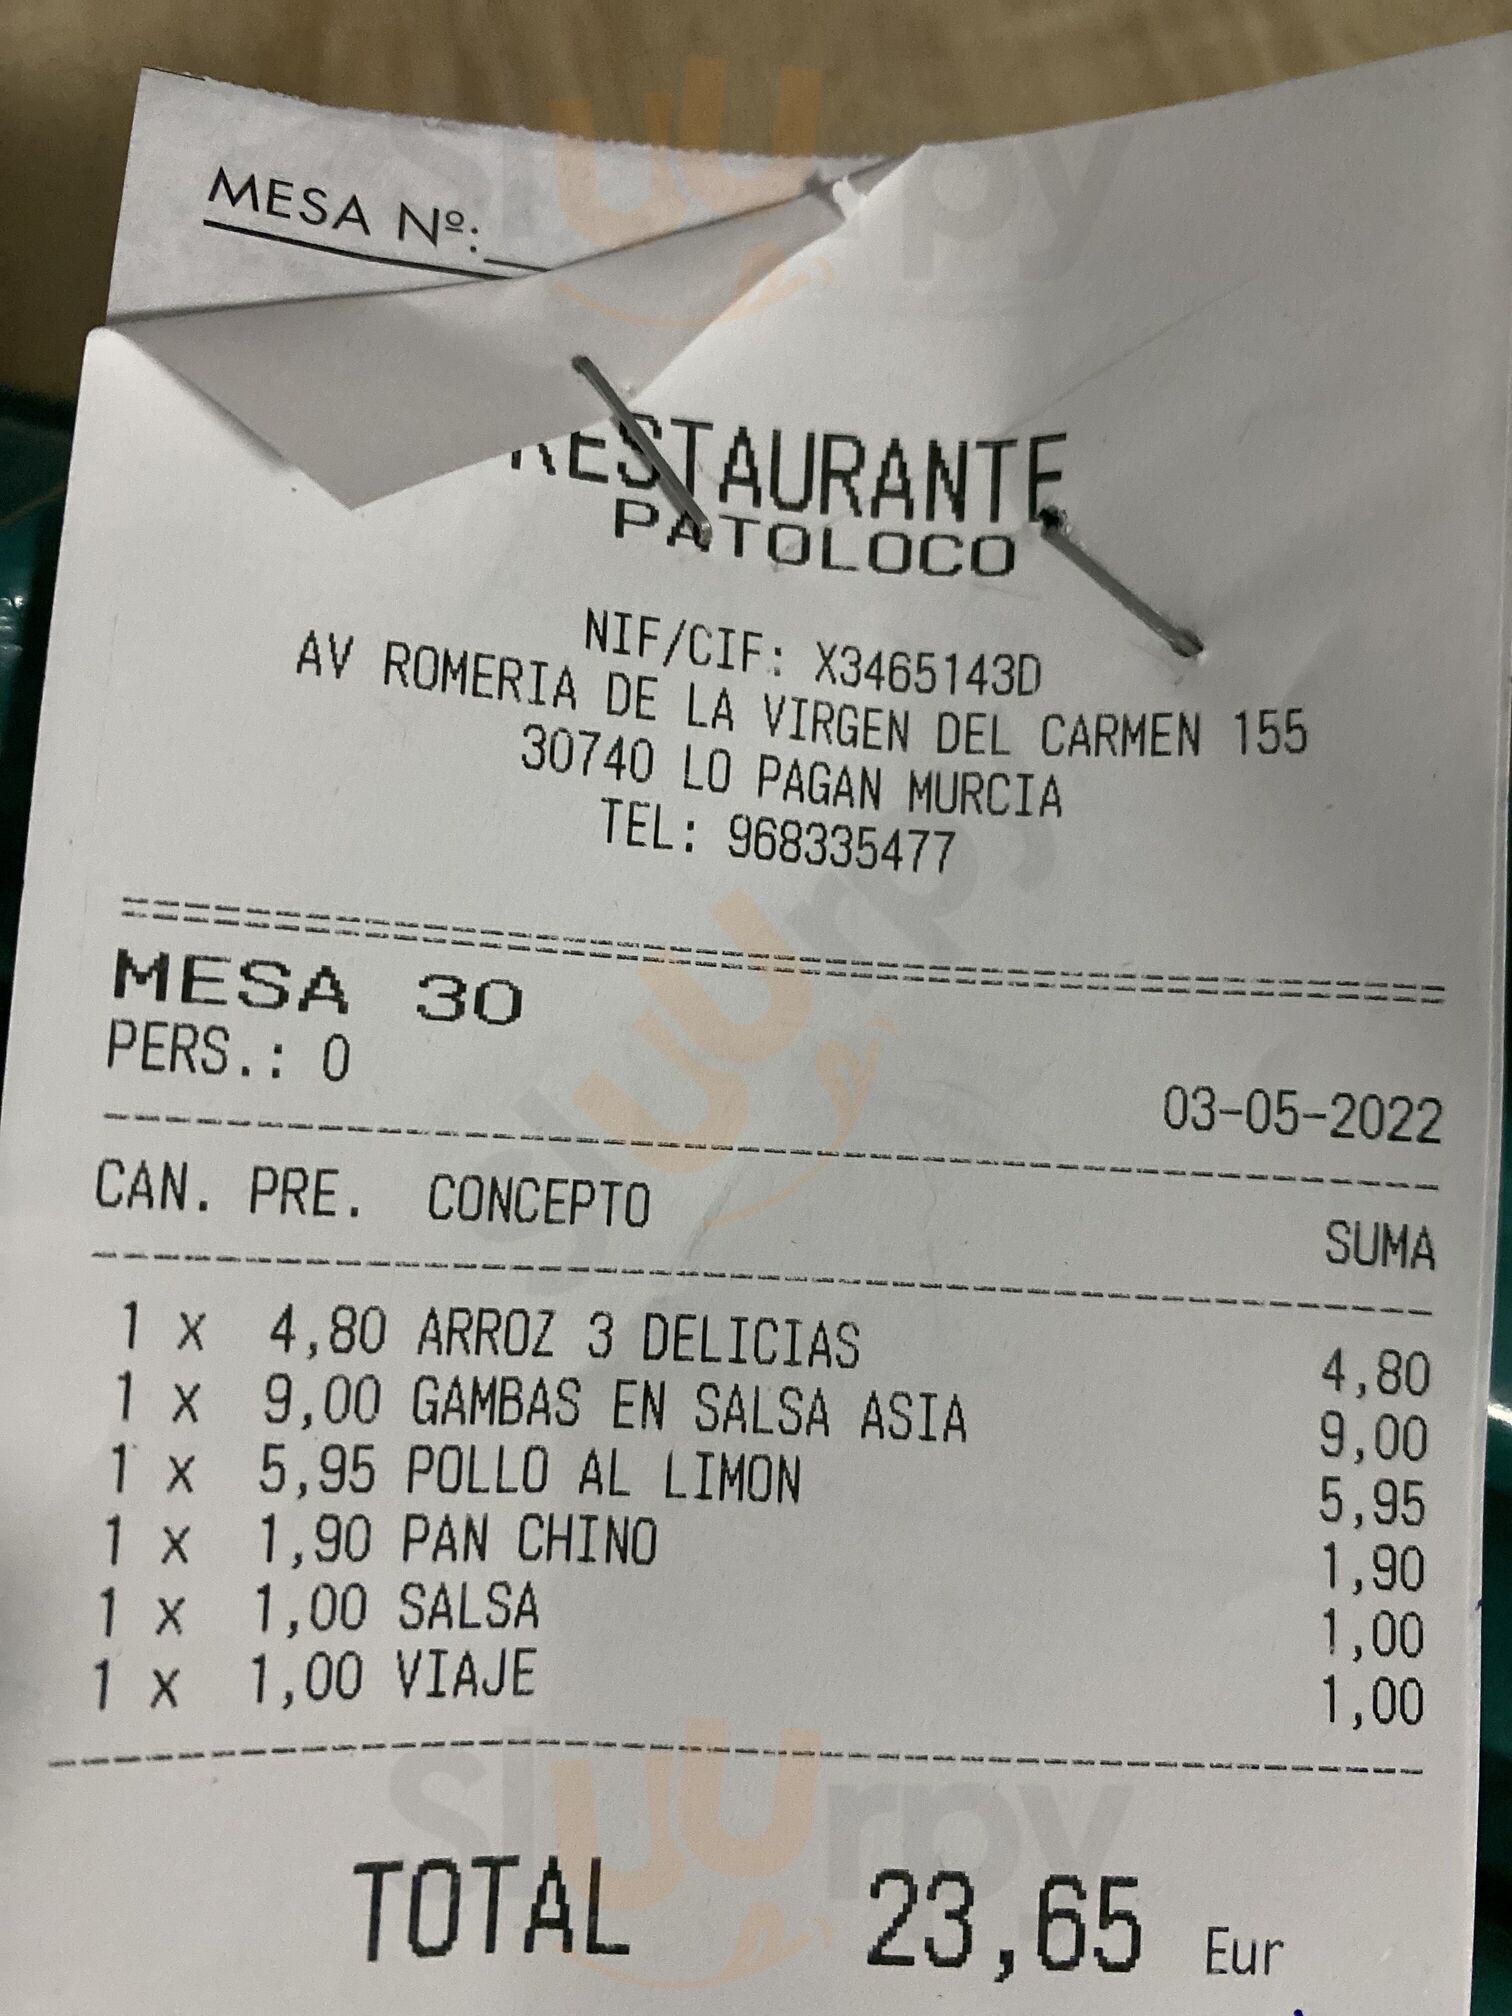 MESA Nº:
RESTAURANTE
PATOLOCO
NIF/CIF: X3465143D
AV ROMERIA DE LA VIRGEN DEL CARMEN 155
30740 LO PAGAN MURCIA
TEL: 968335477
MESA 30
PERS.: 0
03-05-2022
CAN. PRE. CONCEPTO SUMA
1 x 4,80 ARROZ 3 DELICIAS 4,80
1 x 9,00 GAMBAS EN SALSA ASIA 9,00
1 x 5,95 POLLO AL LIMON 5,95
1 x 1,90 PAN CHINO 1,90
1 x 1,00 SALSA 1,00
1 x 1,00 VIAJE 1,00
TOTAL 23,65 Eur
sluurpy
sluurpy
sluurpy